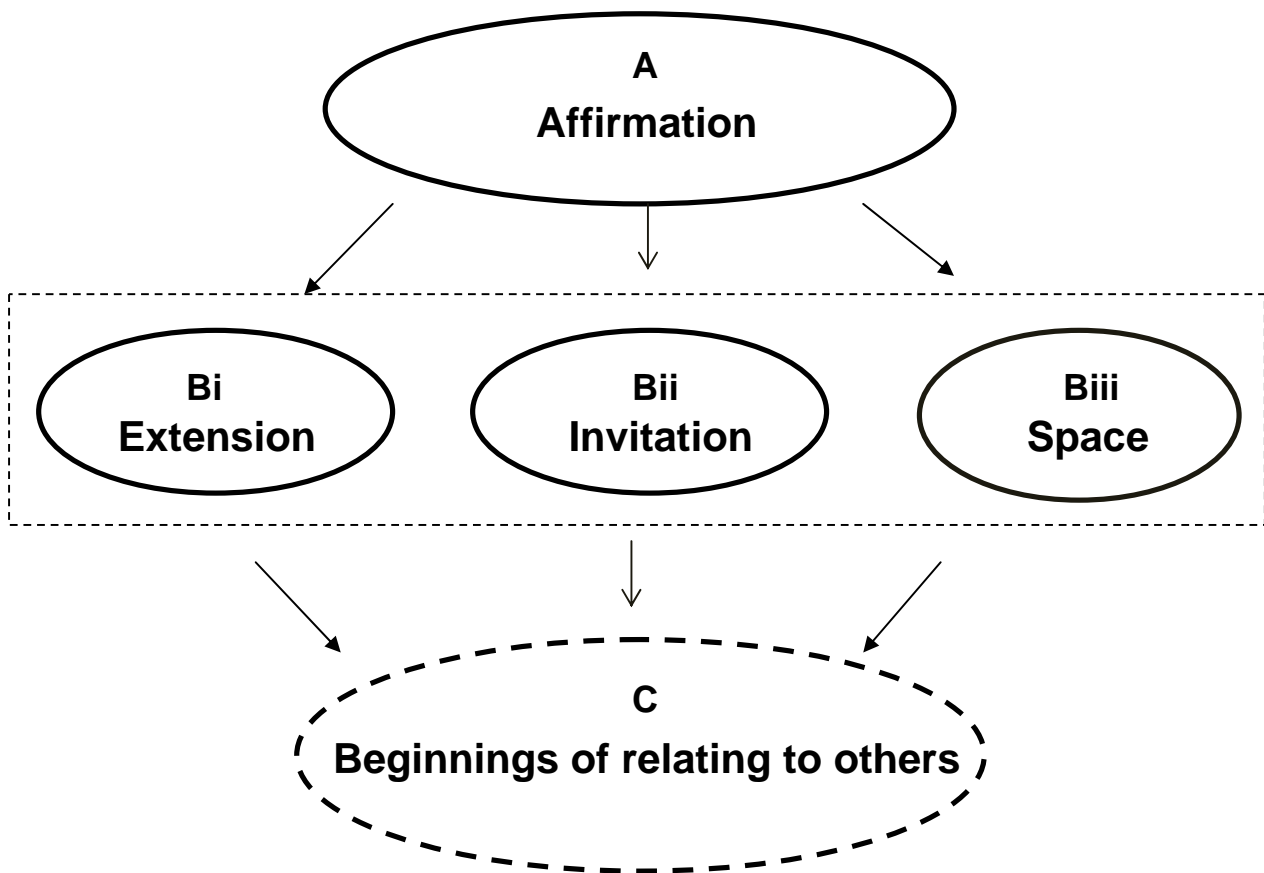 A
Affirmation
Bi
Extension
Bii
Invitation
Biii
Space
C
Beginnings of relating to others